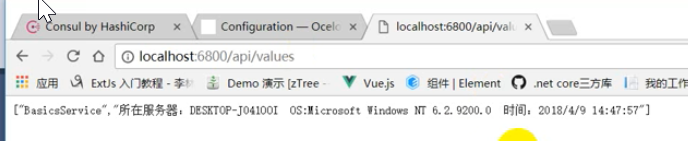 Consul by HashiCorp
Configuration — Ocelo
localhost:6800/api/valu
localhost:6800/api/values
应用
ExtJs 入门教程 - 李林
Demo 演示 [zTree -
Vue.js
组件 | Element
.net core三方库
我的工作
["BasicsService","所在服务器：DESKTOP-J04100I OS:Microsoft Windows NT 6.2.9200.0 时间：2018/4/9 14:47:57"]